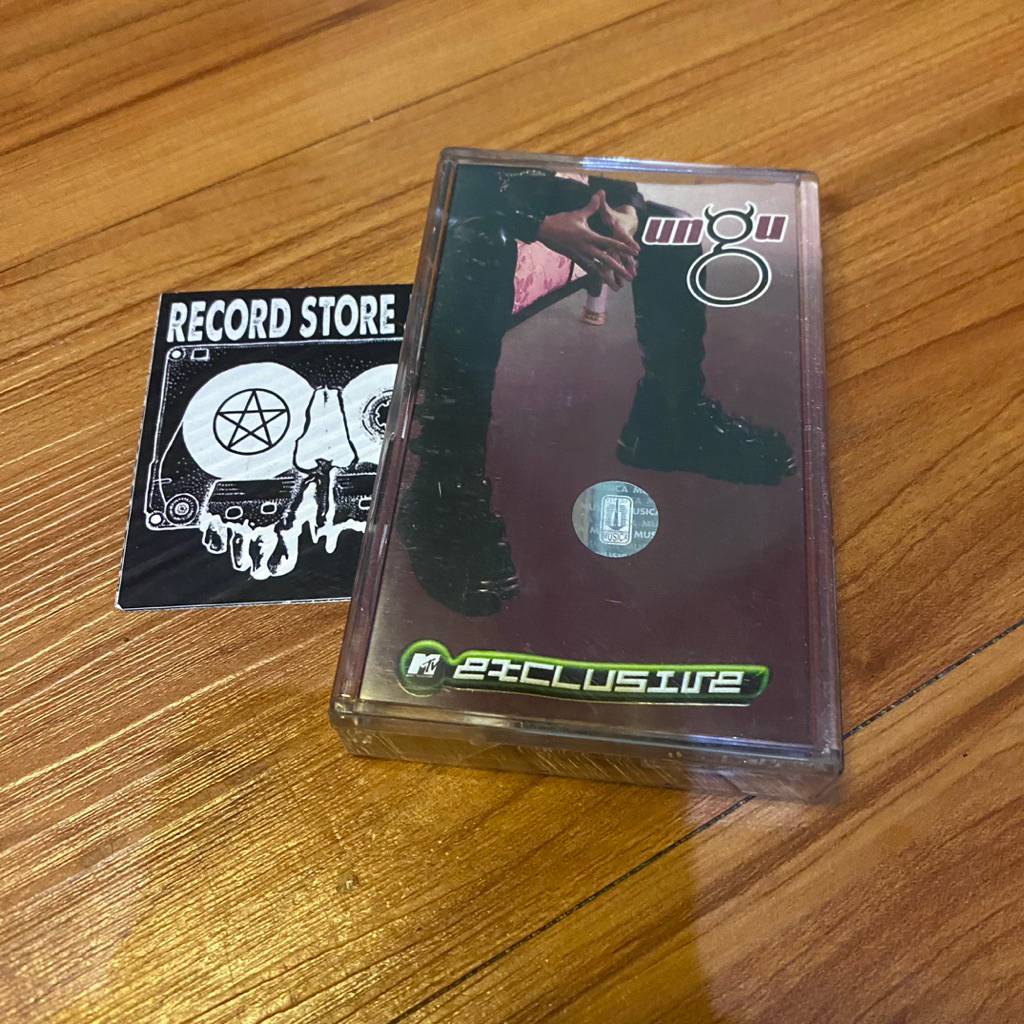 RECORD STORE
ungu
MUSICA
MTV exclusive